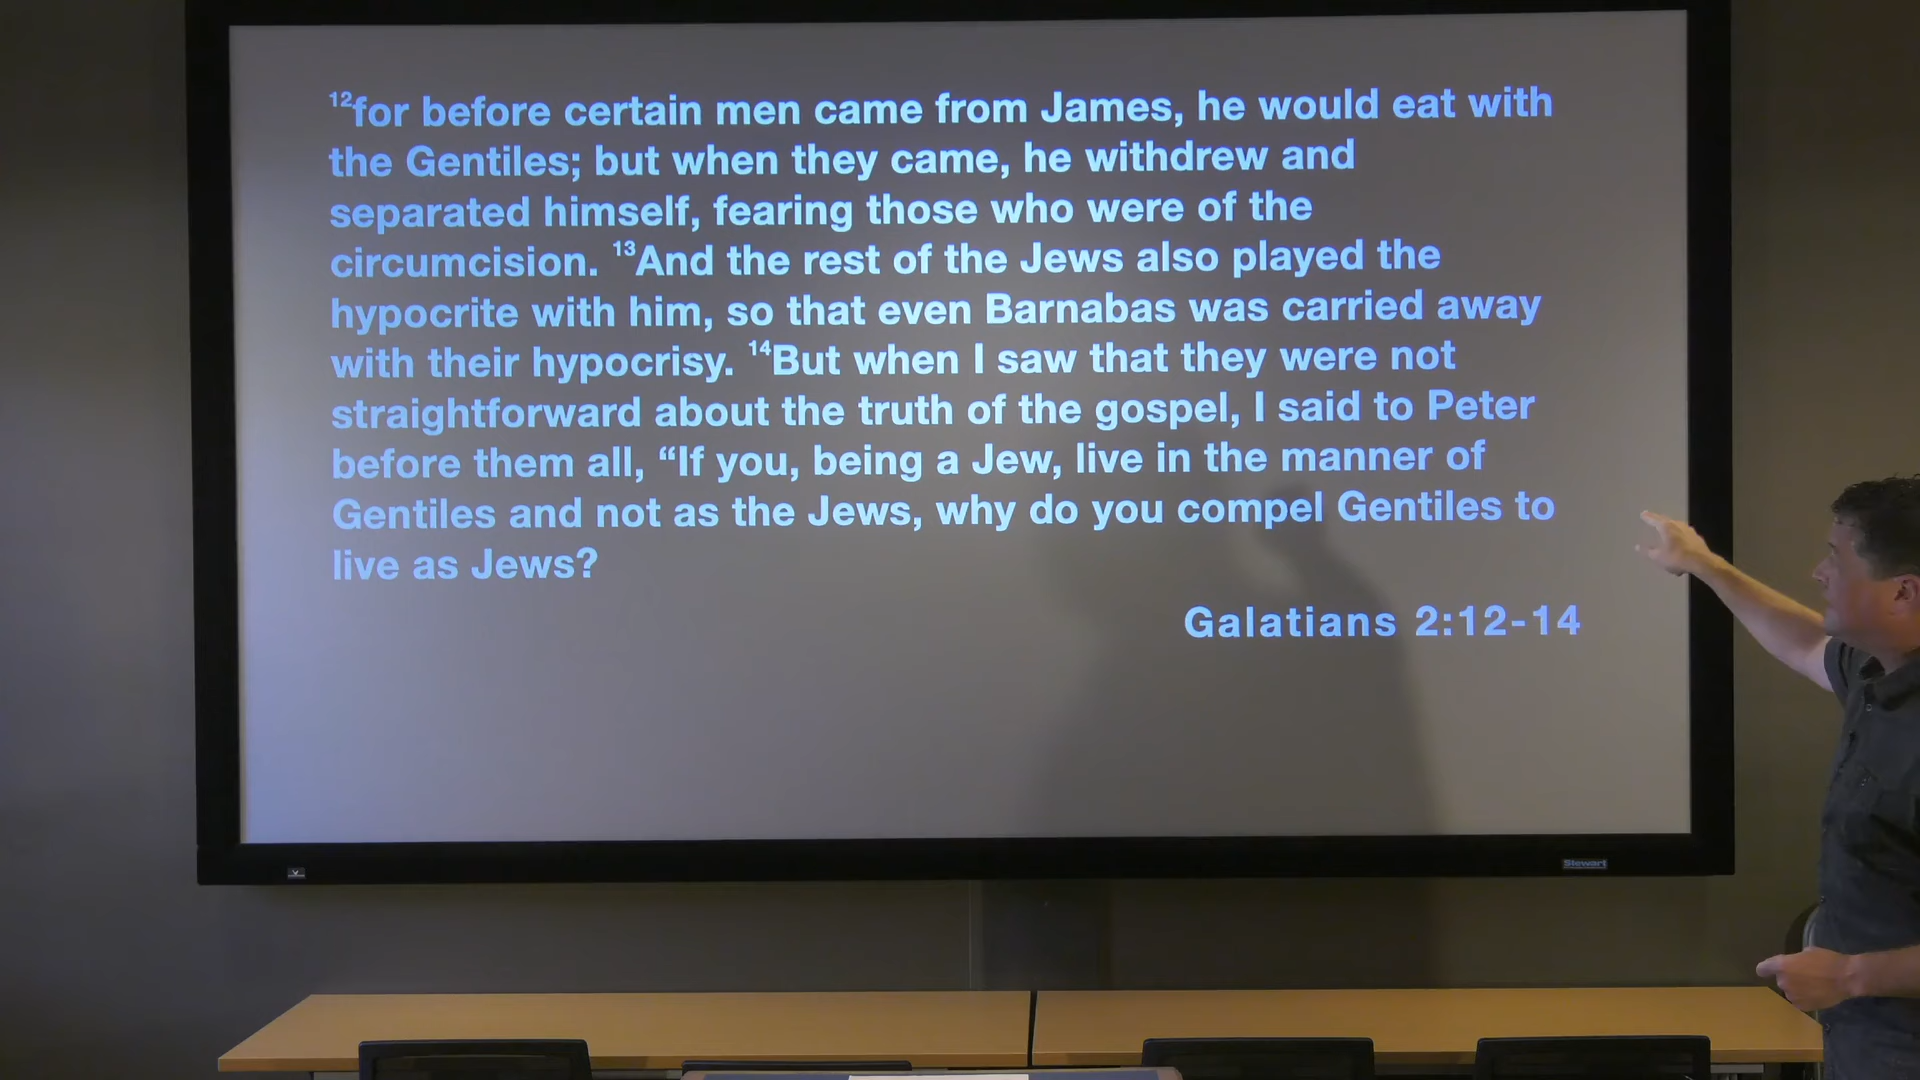 12for before certain men came from James, he would eat with
the Gentiles; but when they came, he withdrew and
separated himself, fearing those who were of the
circumcision. 13And the rest of the Jews also played the
hypocrite with him, so that even Barnabas was carried away
with their hypocrisy. 14But when I saw that they were not
straightforward about the truth of the gospel, I said to Peter
before them all, “If you, being a Jew, live in the manner of
Gentiles and not as the Jews, why do you compel Gentiles to
live as Jews?
Galatians 2:12-14
Stewart